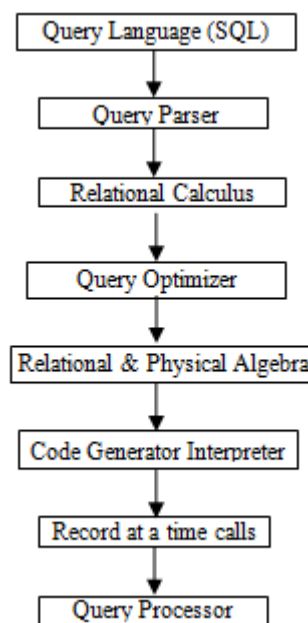 Query Language (SQL)
Query Parser
Relational Calculus
Query Optimizer
Relational & Physical Algebra
Code Generator Interpreter
Record at a time calls
Query Processor